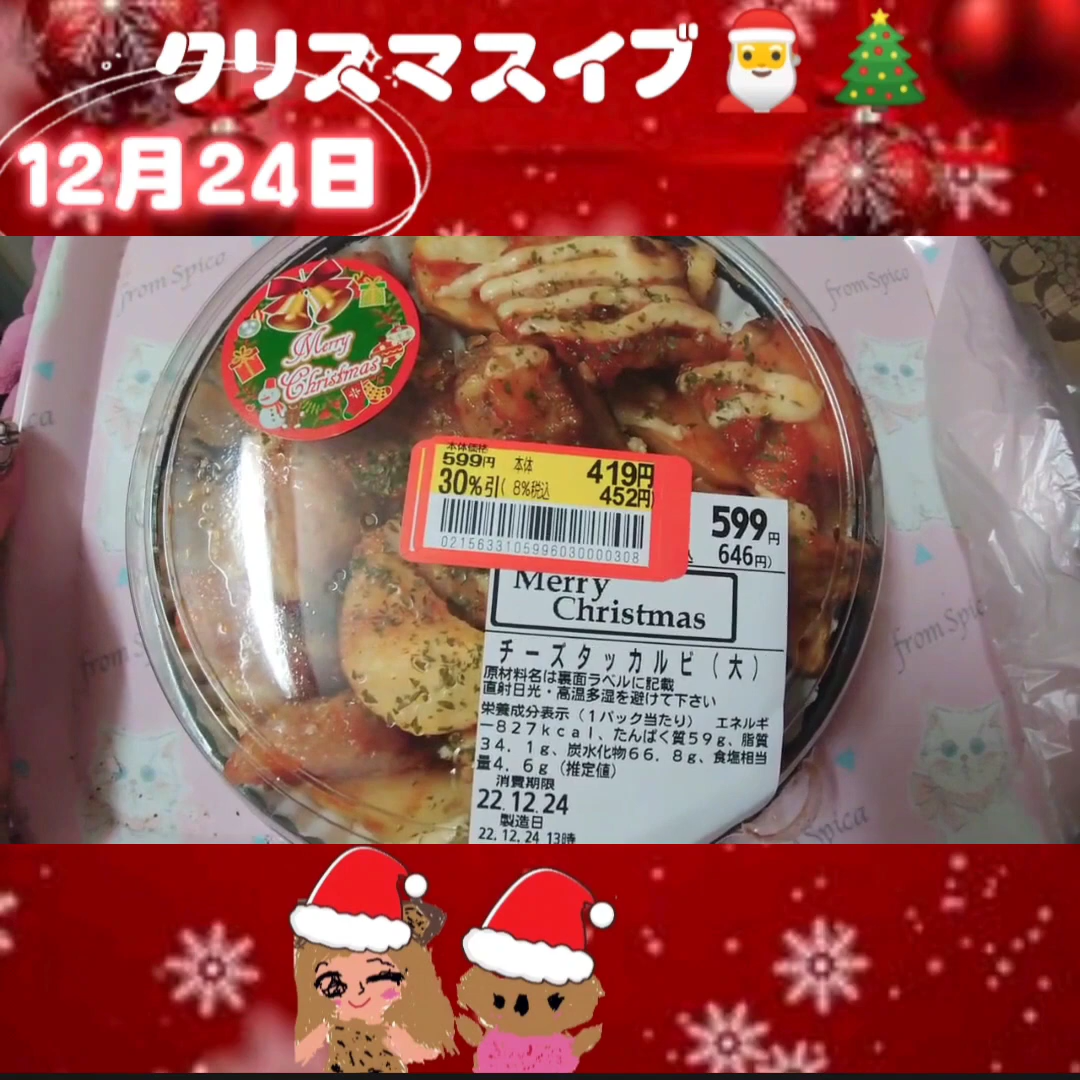 クリスマスイブ🎅🎄
12月24日
from Spica
from Spica
Merry
Christmas
本体価格
599円 本体 419円
30%引( 8%税込 452円)
0215633105996030000308
599円
646円)
Merry
Christmas
チーズタッカルビ(大)
原材料名は裏面ラベルに記載
直射日光・高温多湿を避けて下さい
栄養成分表示(1パック当たり) エネルギ
ー827kcal、たんぱく質59g、脂質
34.1g、炭水化物66.8g、食塩相当
量4.6g(推定値)
消費期限
22.12.24
製造日
22.12.24 13時
from Spic
Spica